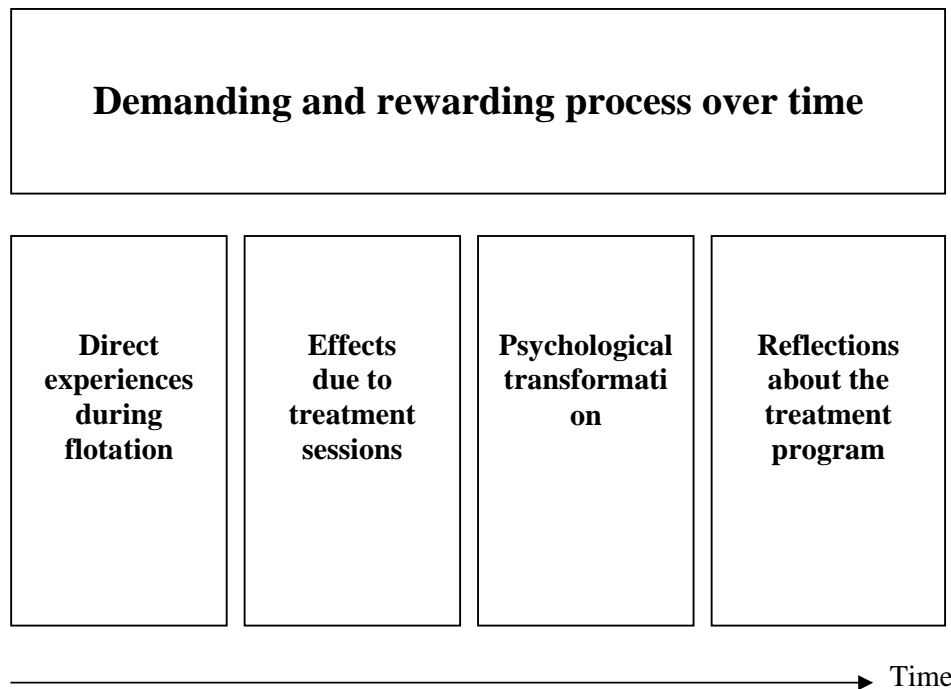 Demanding and rewarding process over time
Direct
experiences
during
flotation
Effects
due to
treatment
sessions
Psychological
transformati
on
Reflections
about the
treatment
program
Time